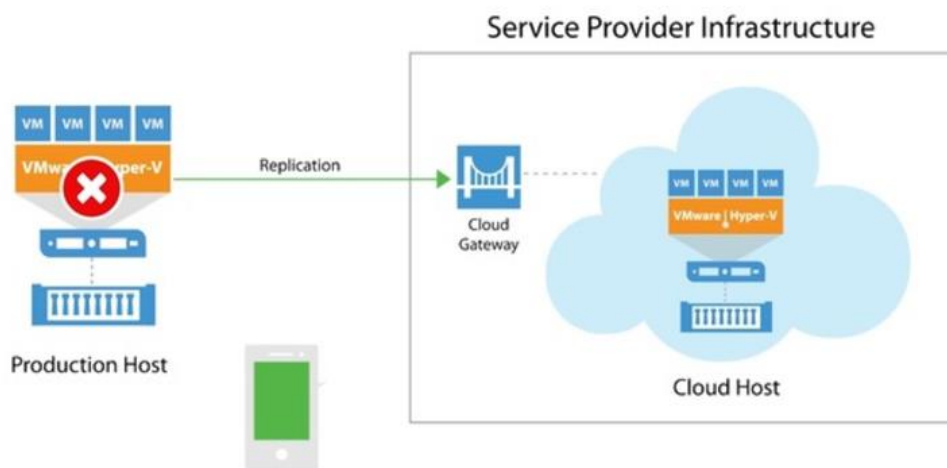 Service Provider Infrastructure
VM VM VM VM
Replication
VM VM VM VM
VMware Hyper-V
Cloud
Gateway
Production Host
Cloud Host